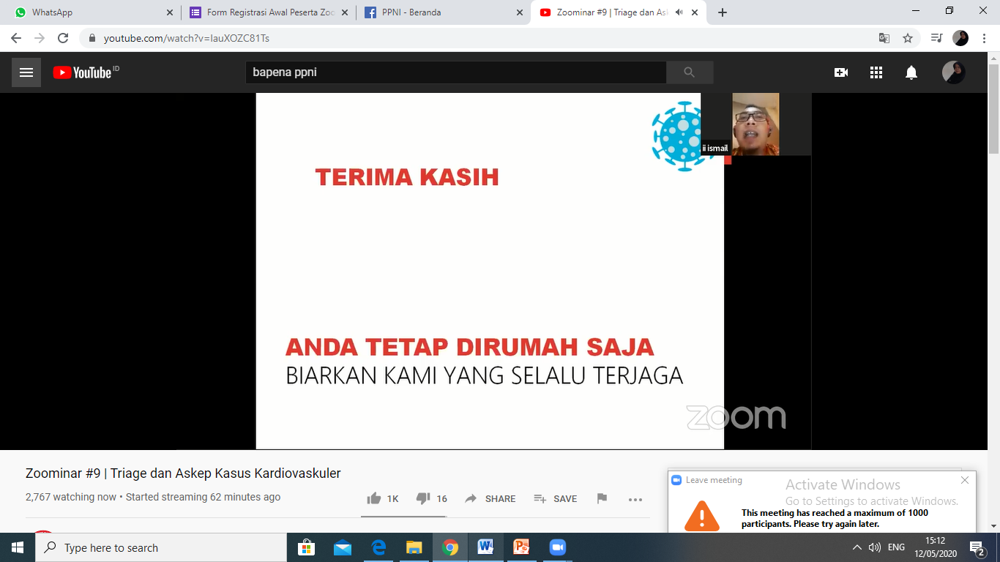 WhatsApp
Form Registrasi Awal Peserta Zoo
PPNI - Beranda
Zoominar #9 | Triage dan Ask
youtube.com/watch?v=IauXOZC81Ts
YouTube ID
bapena ppni
ii ismail
TERIMA KASIH
ANDA TETAP DIRUMAH SAJA
BIARKAN KAMI YANG SELALU TERJAGA
zoom
Zoominar #9 | Triage dan Askep Kasus Kardiovaskuler
2,767 watching now • Started streaming 62 minutes ago
1K
16
SHARE
SAVE
Leave meeting
Activate Windows
Go to Settings to activate Windows.
This meeting has reached a maximum of 1000
participants. Please try again later.
Type here to search
ENG
15:12
12/05/2020
2